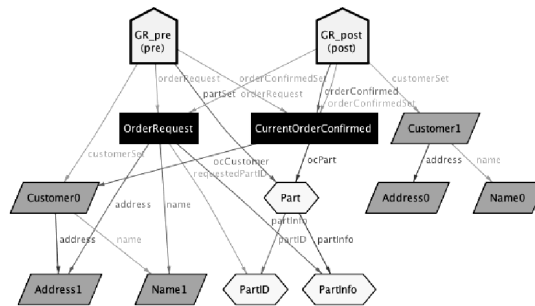 GR_pre
(pre)
GR_post
(post)
orderRequest
orderConfirmedSet
customerSet
partSet
orderRequest
orderConfirmed
orderConfirmedSet
OrderRequest
CurrentOrderConfirmed
Customer1
customerSet
ocCustomer
ocPart
address
name
requestedPartID
Customer0
Part
Address0
Name0
address
name
partInfo
address
name
partID
partInfo
Address1
Name1
PartID
PartInfo